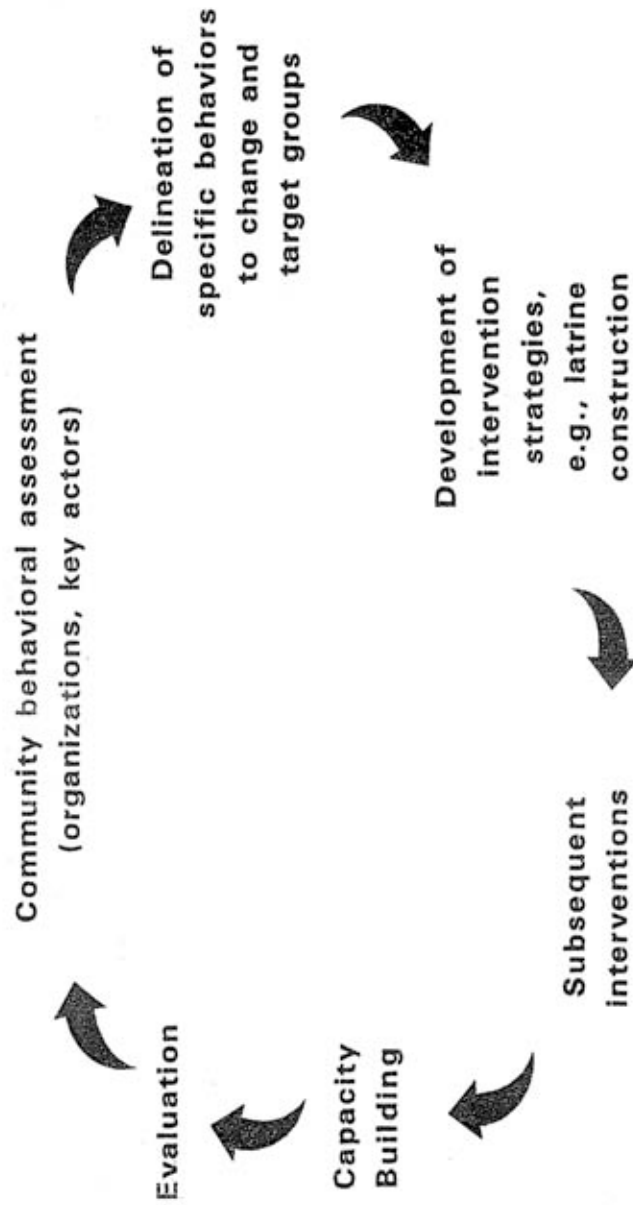 Community behavioral assessment
(organizations, key actors)
Delineation of
specific behaviors
to change and
target groups
Development of
intervention
strategies,
e.g., latrine
construction
Subsequent
interventions
Capacity
Building
Evaluation